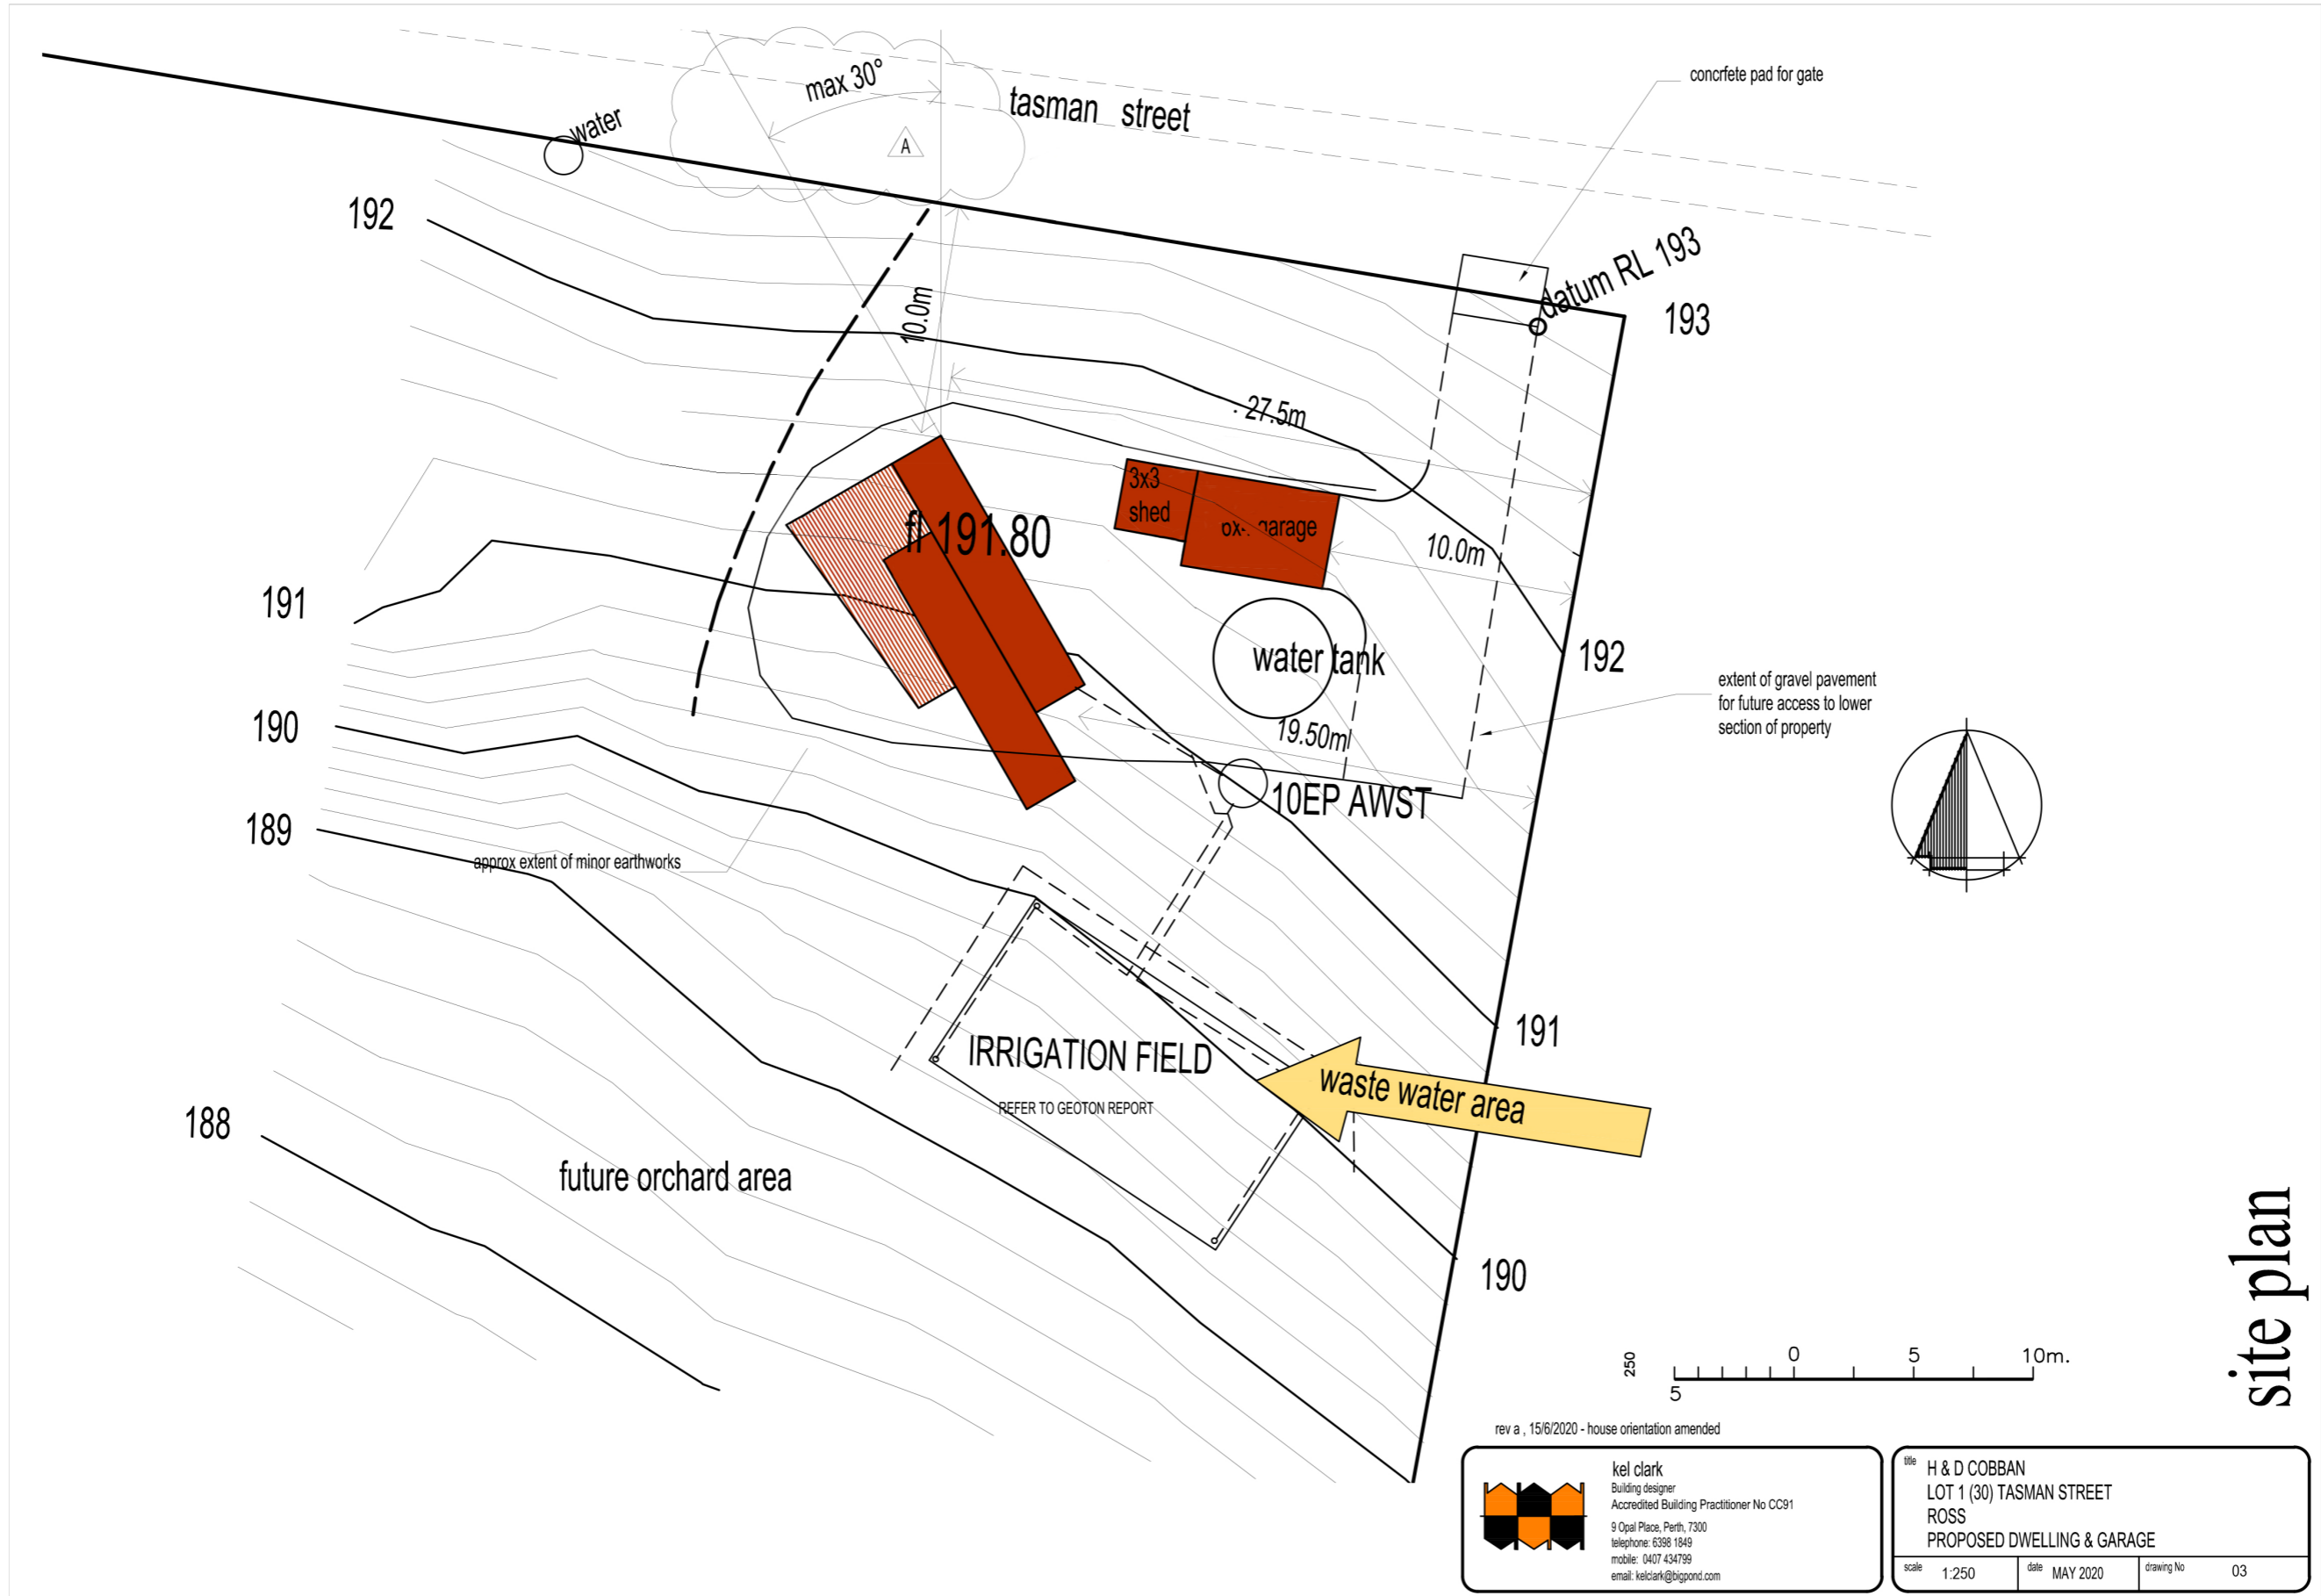 concrfete pad for gate
max 30°
tasman street
water
A
192
datum RL 193
193
10.0m
27.5m
3x3
shed
garage
fl 191.80
10.0m
191
water tank
192
extent of gravel pavement
for future access to lower
section of property
190
19.50m
10EP AWST
189
approx extent of minor earthworks
191
IRRIGATION FIELD
waste water area
REFER TO GEOTON REPORT
188
future orchard area
190
site plan
250
0 5 10m.
5
rev a , 15/6/2020 - house orientation amended
kel clark
Building designer
Accredited Building Practitioner No CC91
9 Opal Place, Perth, 7300
telephone: 6398 1849
mobile: 0407 434799
email: kelclark@bigpond.com
title H & D COBBAN
LOT 1 (30) TASMAN STREET
ROSS
PROPOSED DWELLING & GARAGE
scale 1:250 date MAY 2020 drawing No 03